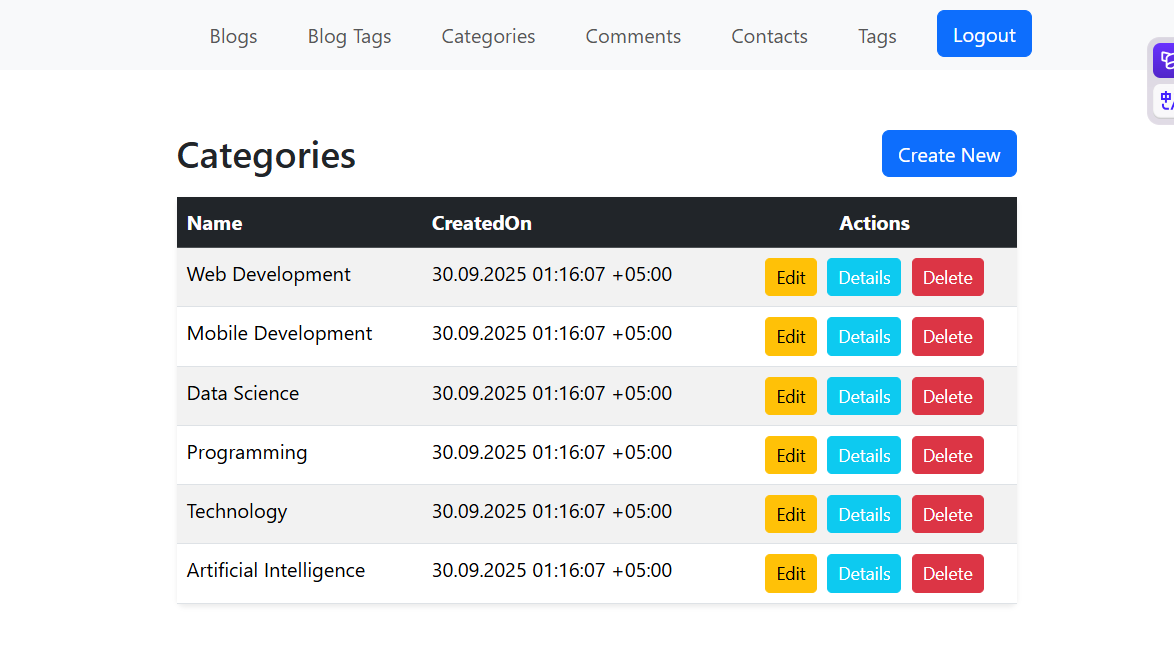 Blogs Blog Tags Categories Comments Contacts Tags Logout
Categories Create New
Name CreatedOn Actions
Web Development 30.09.2025 01:16:07 +05:00 Edit Details Delete
Mobile Development 30.09.2025 01:16:07 +05:00 Edit Details Delete
Data Science 30.09.2025 01:16:07 +05:00 Edit Details Delete
Programming 30.09.2025 01:16:07 +05:00 Edit Details Delete
Technology 30.09.2025 01:16:07 +05:00 Edit Details Delete
Artificial Intelligence 30.09.2025 01:16:07 +05:00 Edit Details Delete